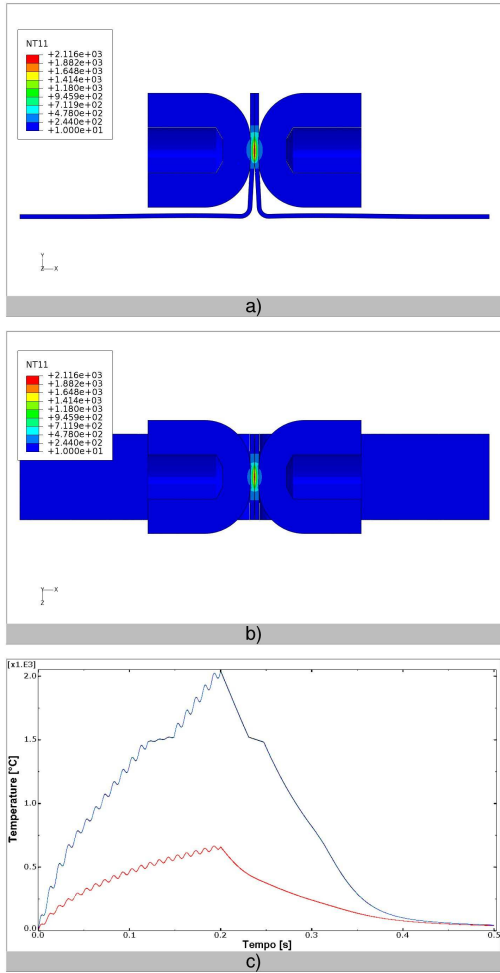 NT11
+2.116e+03
+1.882e+03
+1.648e+03
+1.414e+03
+1.180e+03
+9.459e+02
+7.119e+02
+4.780e+02
+2.440e+02
+1.000e+01
Y
Z X
a)
NT11
+2.116e+03
+1.882e+03
+1.648e+03
+1.414e+03
+1.180e+03
+9.459e+02
+7.119e+02
+4.780e+02
+2.440e+02
+1.000e+01
Y X
Z
b)
[x1.E3]
2.0
1.5
1.0
0.5
0.0
Temperature [°C]
0.0 0.1 0.2 0.3 0.4 0.5
Tempo [s]
c)